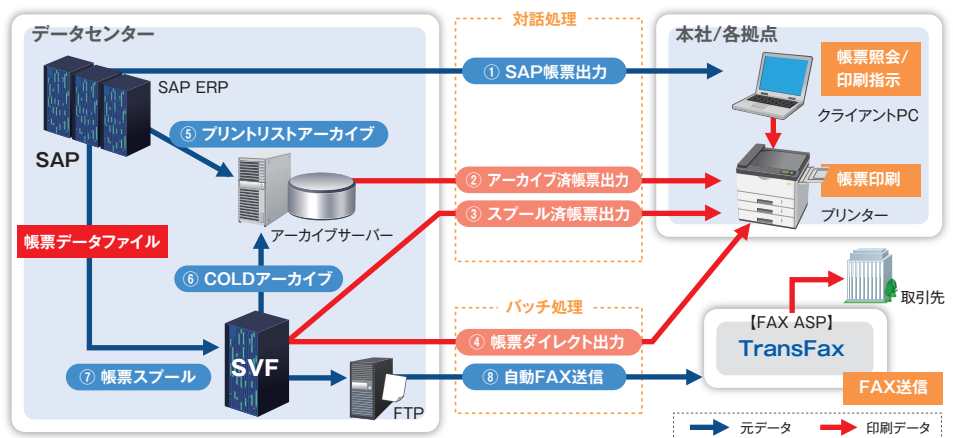 データセンター
対話処理
本社/各拠点
SAP ERP
① SAP帳票出力
帳票照会/
印刷指示
クライアントPC
⑤ プリントリストアーカイブ
SAP
② アーカイブ済帳票出力
帳票印刷
③ スプール済帳票出力
プリンター
アーカイブサーバー
帳票データファイル
⑥ COLDアーカイブ
取引先
バッチ処理
④ 帳票ダイレクト出力
【FAX ASP】
TransFax
SVF
⑦ 帳票スプール
⑧ 自動FAX送信
FAX送信
FTP
元データ
印刷データ